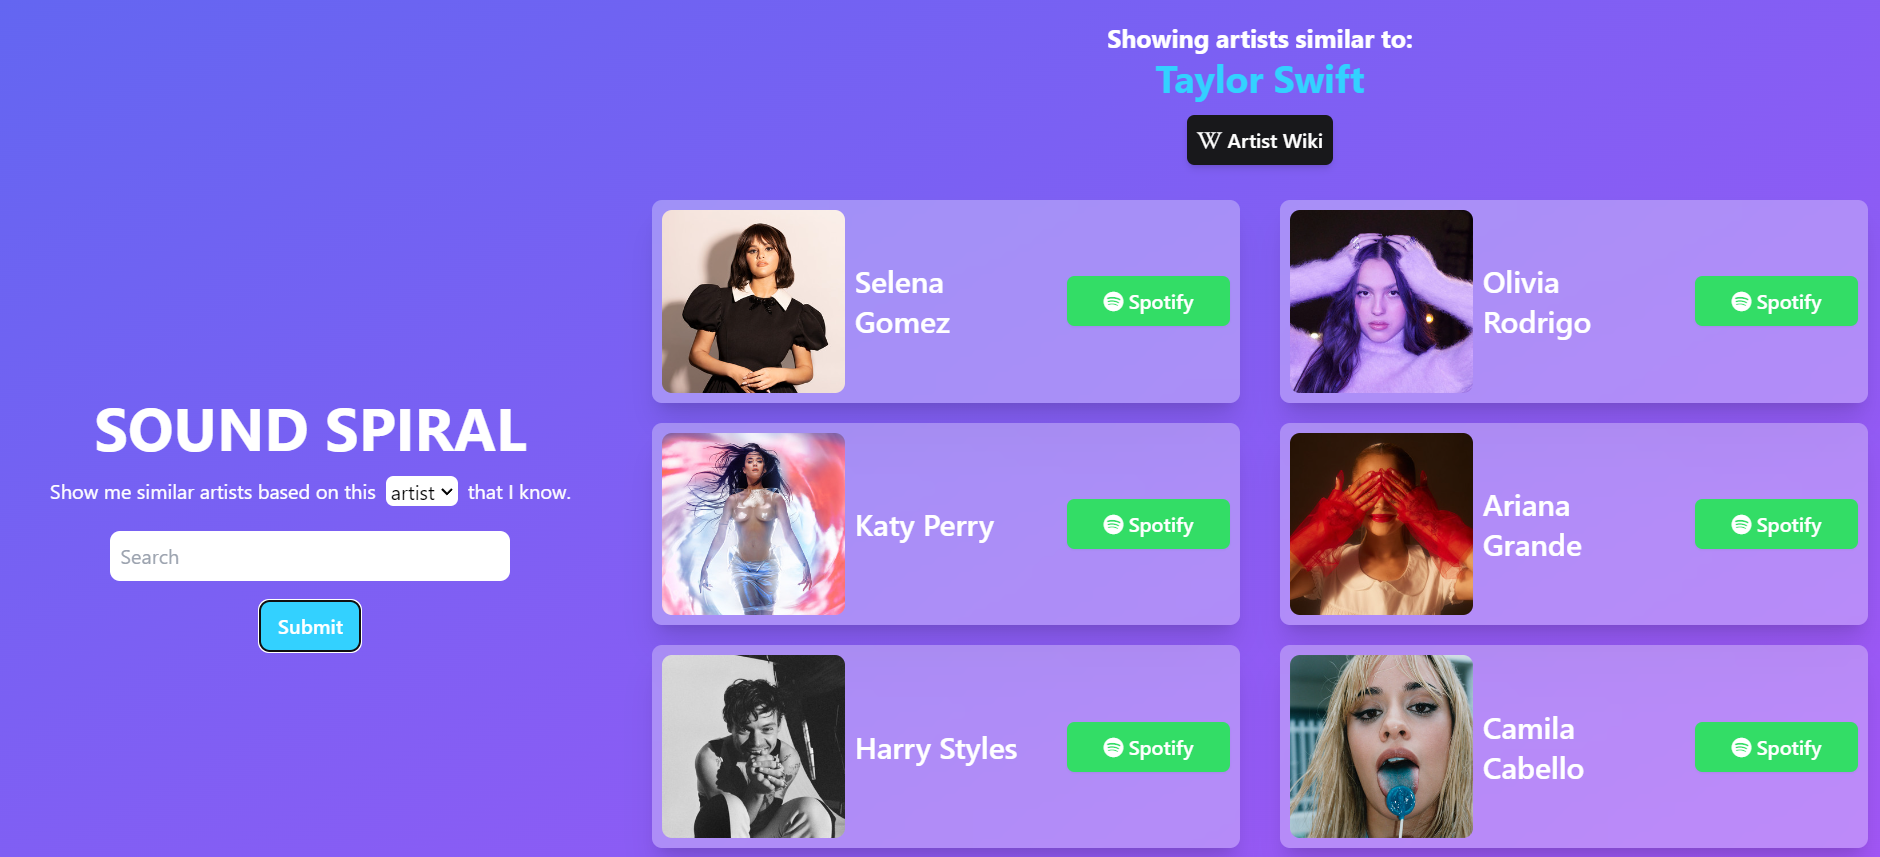 SOUND SPIRAL
Show me similar artists based on this artist that I know.
Search
Submit
Showing artists similar to:
Taylor Swift
W Artist Wiki
Selena
Gomez
Spotify
Olivia
Rodrigo
Spotify
Katy Perry
Spotify
Ariana
Grande
Spotify
Harry Styles
Spotify
Camila
Cabello
Spotify